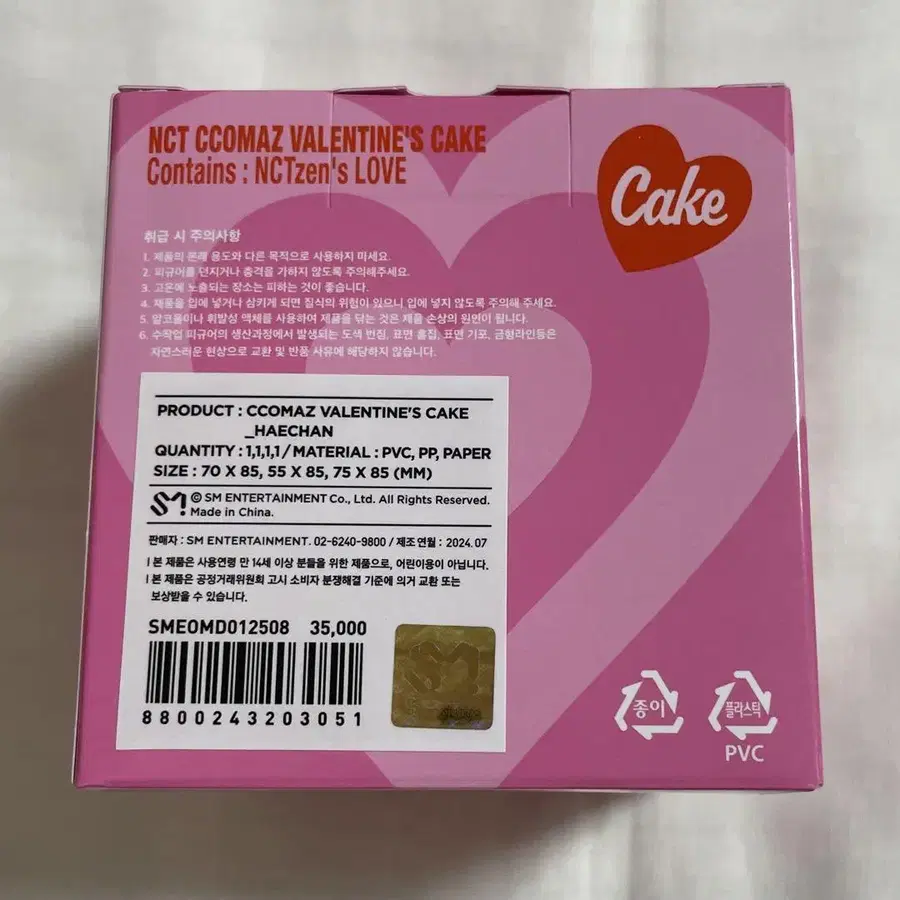 NCT CCOMAZ VALENTINE'S CAKE
Contains : NCTzen's LOVE
Cake
취급 시 주의사항
1. 제품의 본래 용도와 다른 목적으로 사용하지 마세요.
2. 피규어를 던지거나 충격을 가하지 않도록 주의해주세요.
3. 고온에 노출되는 장소는 피하는 것이 좋습니다.
4. 제품을 입에 넣거나 삼키게 되면 질식의 위험이 있으니 입에 넣지 않도록 주의해 주세요.
5. 알코올이나 휘발성 액체를 사용하여 제품을 닦는 것은 제품 손상의 원인이 됩니다.
6. 수작업 피규어의 생산과정에서 발생되는 도색 번짐, 표면 흠집, 표면 기포, 금형라인등은
자연스러운 현상으로 교환 및 반품 사유에 해당하지 않습니다.
PRODUCT : CCOMAZ VALENTINE'S CAKE
_HAECHAN
QUANTITY : 1,1,1,1 / MATERIAL : PVC, PP, PAPER
SIZE : 70 X 85, 55 X 85, 75 X 85 (MM)
SM
© SM ENTERTAINMENT Co., Ltd. All Rights Reserved.
Made in China.
판매자 : SM ENTERTAINMENT. 02-6240-9800 / 제조연월 : 2024.07
| 본 제품은 사용연령 만 14세 이상 분들을 위한 제품으로, 어린이용이 아닙니다.
| 본 제품은 공정거래위원회 고시 소비자 분쟁해결 기준에 의거 교환 또는
보상받을 수 있습니다.
SMEOMD012508 35,000
8800243203051
SM
종이
플라스틱
PVC